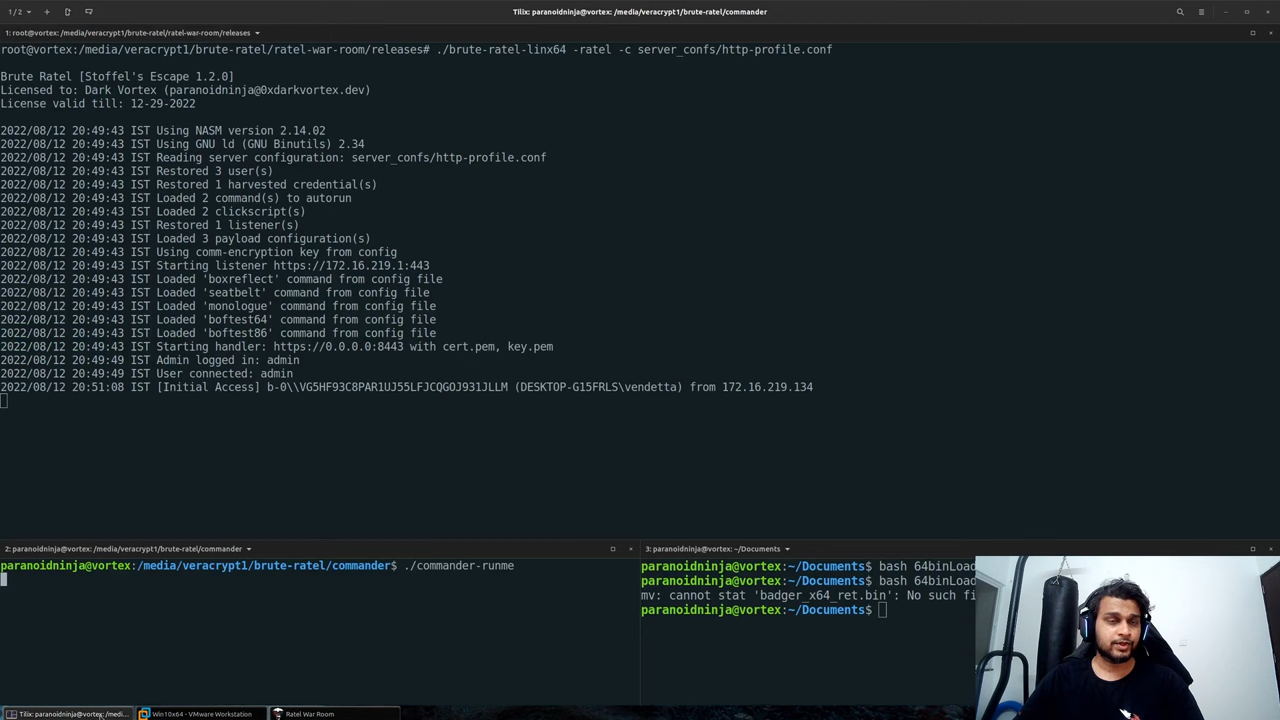 1 / 2
Tilix: paranoidninja@vortex: /media/veracrypt1/brute-ratel/commander
1: root@vortex: /media/veracrypt1/brute-ratel/ratel-war-room/releases
root@vortex:/media/veracrypt1/brute-ratel/ratel-war-room/releases# ./brute-ratel-linx64 -ratel -c server_confs/http-profile.conf
Brute Ratel [Stoffel's Escape 1.2.0]
Licensed to: Dark Vortex (paranoidninja@0xdarkvortex.dev)
License valid till: 12-29-2022
2022/08/12 20:49:43 IST Using NASM version 2.14.02
2022/08/12 20:49:43 IST Using GNU ld (GNU Binutils) 2.34
2022/08/12 20:49:43 IST Reading server configuration: server_confs/http-profile.conf
2022/08/12 20:49:43 IST Restored 3 user(s)
2022/08/12 20:49:43 IST Restored 1 harvested credential(s)
2022/08/12 20:49:43 IST Loaded 2 command(s) to autorun
2022/08/12 20:49:43 IST Loaded 2 clickscript(s)
2022/08/12 20:49:43 IST Restored 1 listener(s)
2022/08/12 20:49:43 IST Loaded 3 payload configuration(s)
2022/08/12 20:49:43 IST Using comm-encryption key from config
2022/08/12 20:49:43 IST Starting listener https://172.16.219.1:443
2022/08/12 20:49:43 IST Loaded 'boxreflect' command from config file
2022/08/12 20:49:43 IST Loaded 'seatbelt' command from config file
2022/08/12 20:49:43 IST Loaded 'monologue' command from config file
2022/08/12 20:49:43 IST Loaded 'boftest64' command from config file
2022/08/12 20:49:43 IST Loaded 'boftest86' command from config file
2022/08/12 20:49:43 IST Starting handler: https://0.0.0.0:8443 with cert.pem, key.pem
2022/08/12 20:49:49 IST Admin logged in: admin
2022/08/12 20:49:49 IST User connected: admin
2022/08/12 20:51:08 IST [Initial Access] b-0\\VG5HF93C8PAR1UJ55LFJCQGOJ931JLLM (DESKTOP-G15FRLS\vendetta) from 172.16.219.134
2: paranoidninja@vortex: /media/veracrypt1/brute-ratel/commander
paranoidninja@vortex:/media/veracrypt1/brute-ratel/commander$ ./commander-runme
3: paranoidninja@vortex: ~/Documents
paranoidninja@vortex:~/Documents$ bash 64binLoad
paranoidninja@vortex:~/Documents$ bash 64binLoad
mv: cannot stat 'badger_x64_ret.bin': No such fi
paranoidninja@vortex:~/Documents$
Tilix: paranoidninja@vortex: /medi...
Win10x64 - VMware Workstation
Ratel War Room